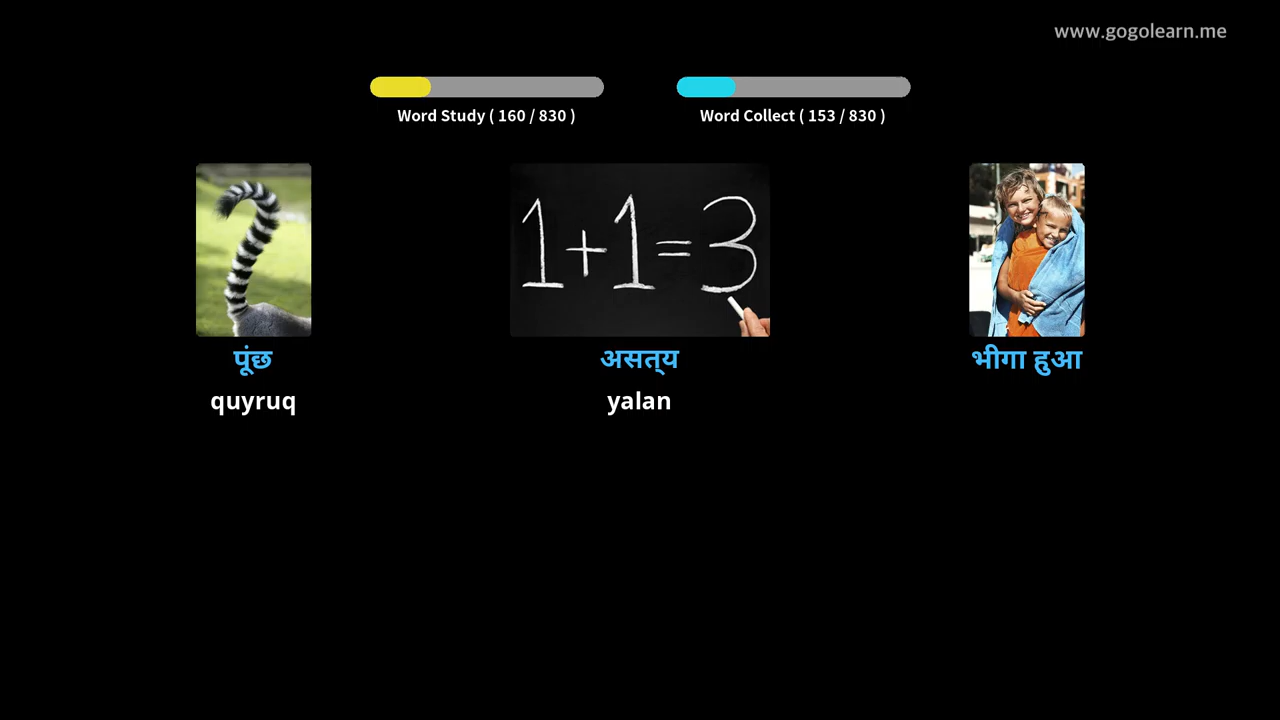 www.gogolearn.me
Word Study ( 160 / 830 )
Word Collect ( 153 / 830 )
1+1=3
पूंछ
असत्य
भीगा हुआ
quyruq
yalan